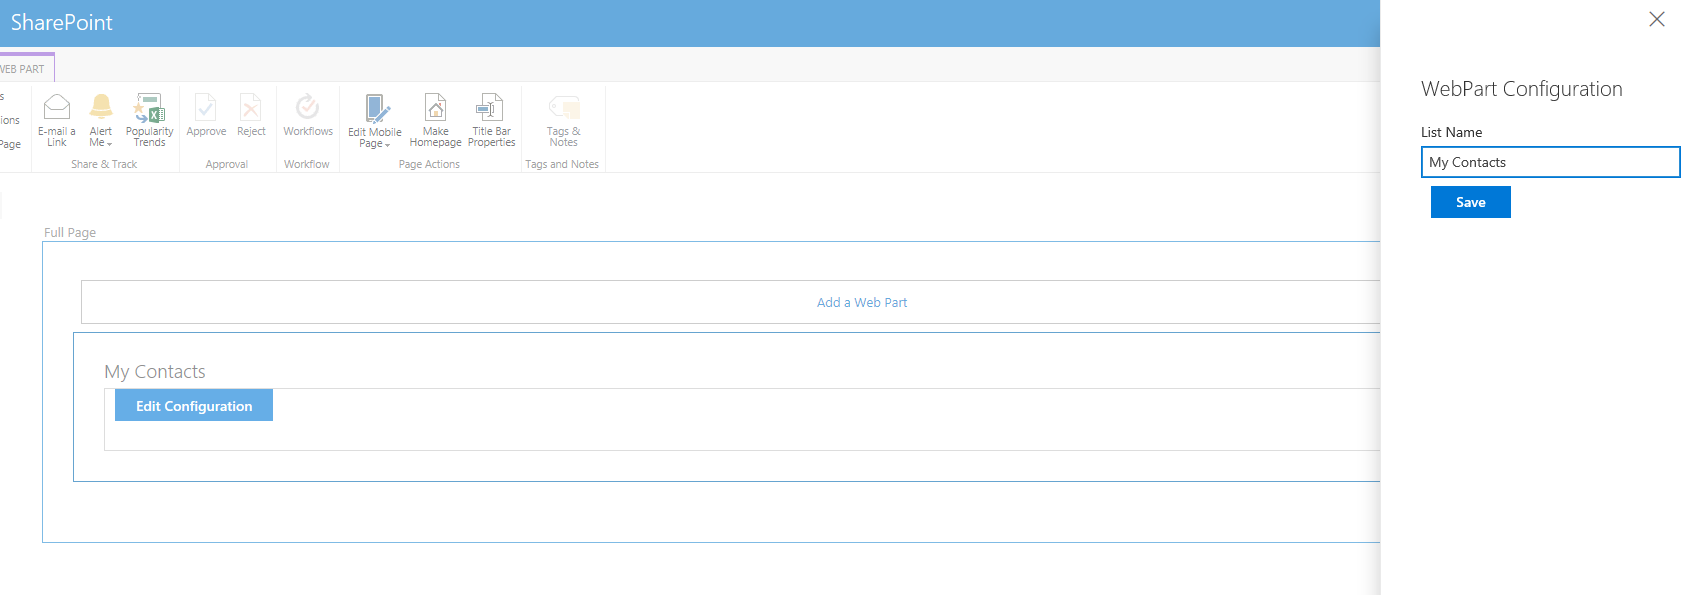 SharePoint
WEB PART
s
ions
Page
E-mail a
Link
Alert
Me
Popularity
Trends
Share & Track
Approve
Reject
Approval
Workflows
Workflow
Edit Mobile
Page
Make
Homepage
Title Bar
Properties
Page Actions
Tags &
Notes
Tags and Notes
Full Page
Add a Web Part
My Contacts
Edit Configuration
WebPart Configuration
List Name
My Contacts
Save